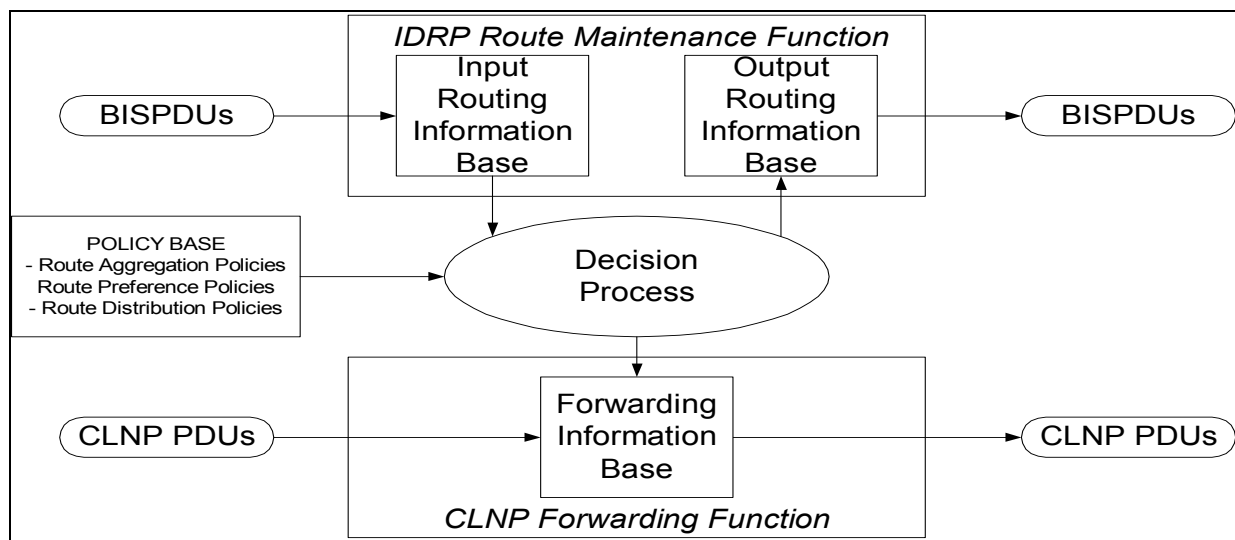 IDRP Route Maintenance Function
BISPDUs
Input
Routing
Information
Base
Output
Routing
Information
Base
BISPDUs
POLICY BASE
- Route Aggregation Policies
Route Preference Policies
- Route Distribution Policies
Decision
Process
CLNP PDUs
Forwarding
Information
Base
CLNP PDUs
CLNP Forwarding Function